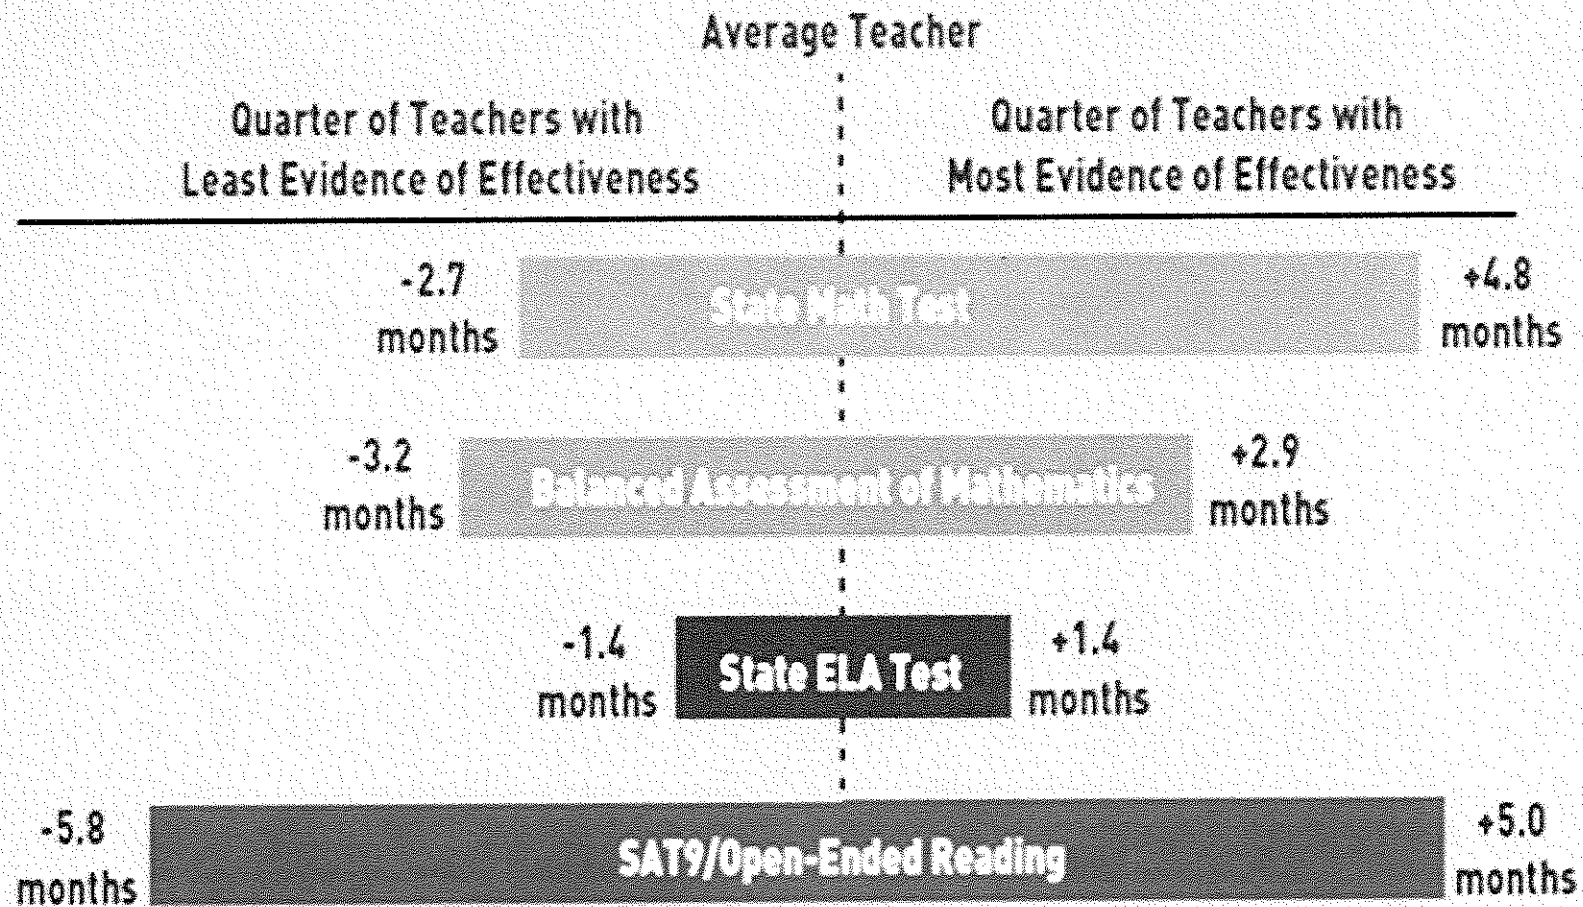 Average Teacher
Quarter of Teachers with
Least Evidence of Effectiveness
Quarter of Teachers with
Most Evidence of Effectiveness
-2.7
months
State Math Test
+4.8
months
-3.2
months
Balanced Assessment of Mathematics
+2.9
months
-1.4
months
State ELA Test
+1.4
months
-5.8
months
SAT9/Open-Ended Reading
+5.0
months